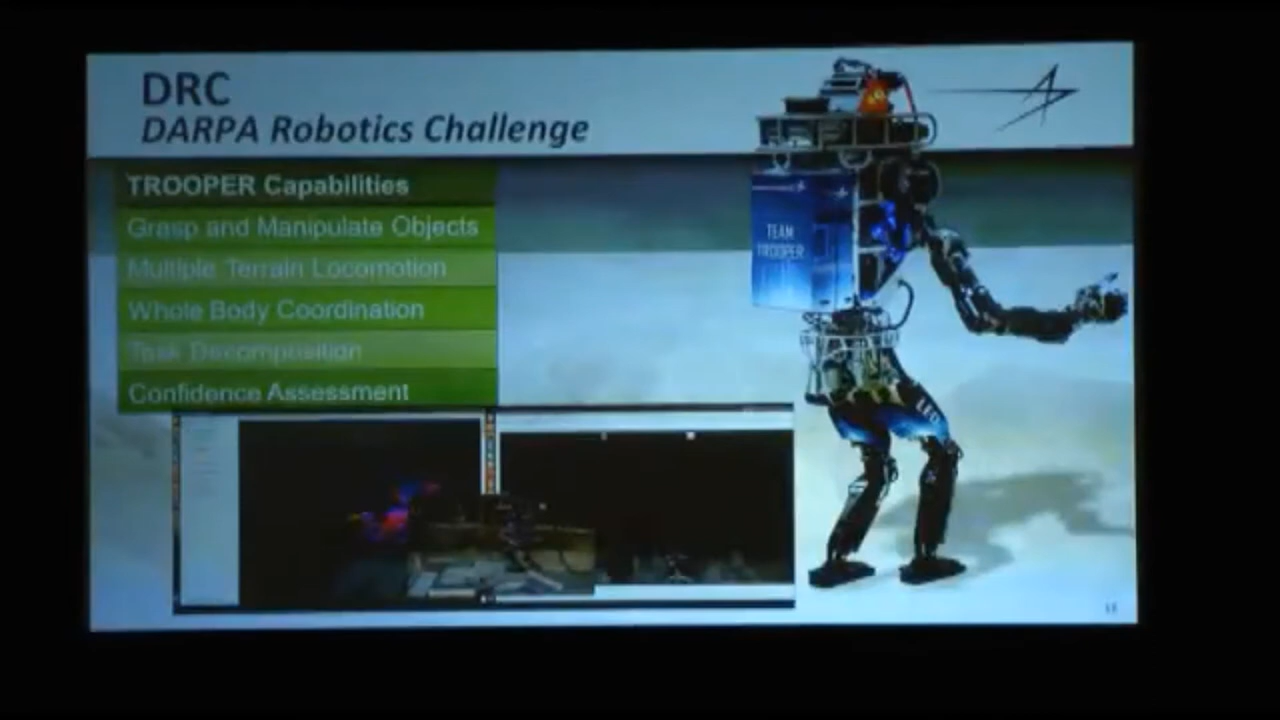 DRC
DARPA Robotics Challenge
TROOPER Capabilities
Grasp and Manipulate Objects
Multiple Terrain Locomotion
Whole Body Coordination
Task Decomposition
Confidence Assessment
TEAM
TROOPER
LEO